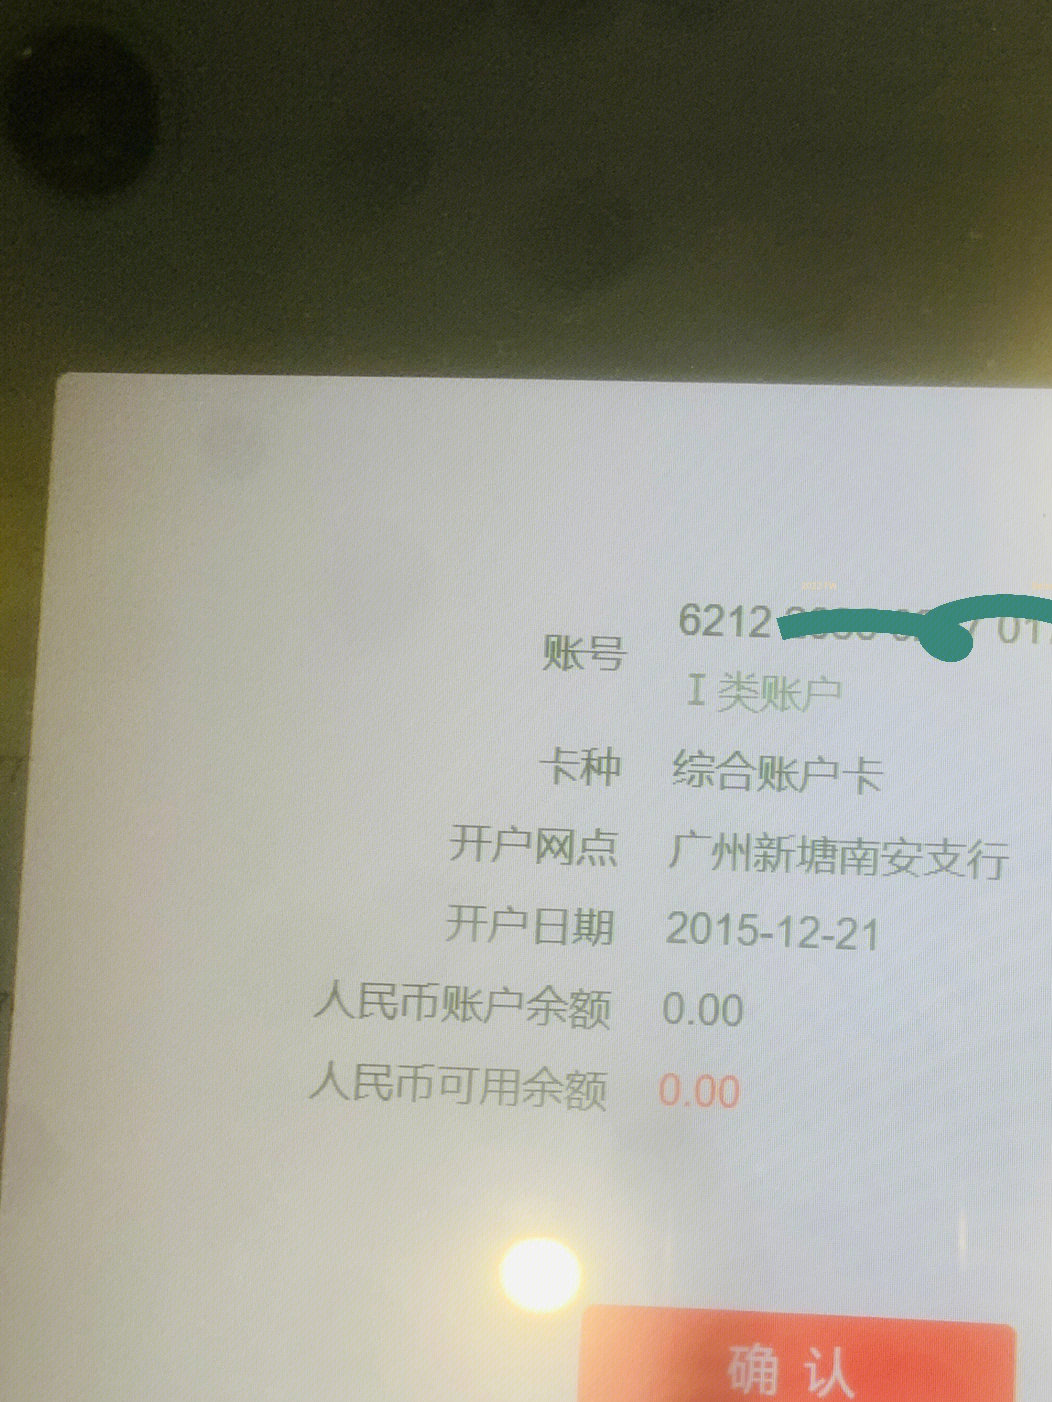 账号 6212
I 类账户
卡种 综合账户卡
开户网点 广州新塘南安支行
开户日期 2015-12-21
人民币账户余额 0.00
人民币可用余额 0.00
确 认